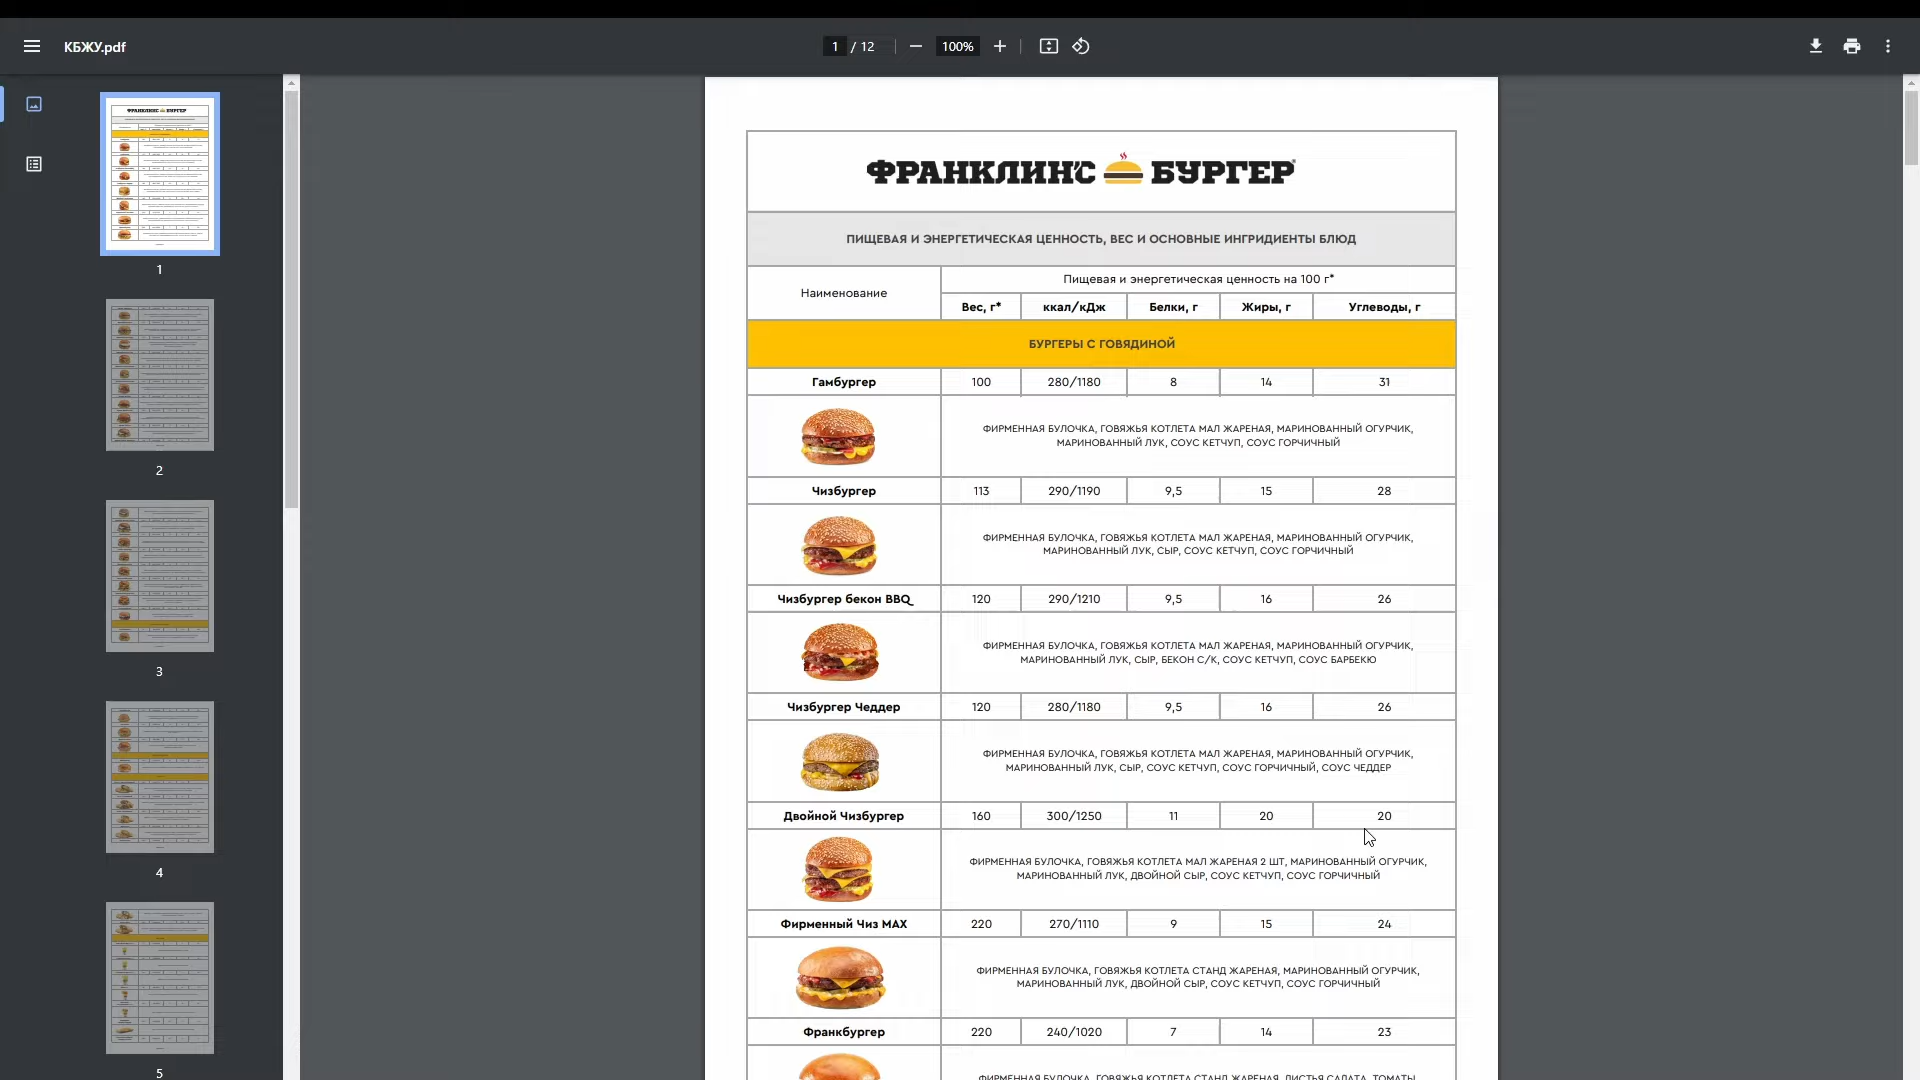 КБЖУ.pdf
1 / 12
100%
1
2
3
4
5
ФРАНКЛИН'С БУРГЕР
ПИЩЕВАЯ И ЭНЕРГЕТИЧЕСКАЯ ЦЕННОСТЬ, ВЕС И ОСНОВНЫЕ ИНГРИДИЕНТЫ БЛЮД
Наименование
Пищевая и энергетическая ценность на 100 г*
Вес, г* ккал/кДж Белки, г Жиры, г Углеводы, г
БУРГЕРЫ С ГОВЯДИНОЙ
Гамбургер 100 280/1180 8 14 31
ФИРМЕННАЯ БУЛОЧКА, ГОВЯЖЬЯ КОТЛЕТА МАЛ ЖАРЕНАЯ, МАРИНОВАННЫЙ ОГУРЧИК,
МАРИНОВАННЫЙ ЛУК, СОУС КЕТЧУП, СОУС ГОРЧИЧНЫЙ
Чизбургер 113 290/1190 9,5 15 28
ФИРМЕННАЯ БУЛОЧКА, ГОВЯЖЬЯ КОТЛЕТА МАЛ ЖАРЕНАЯ, МАРИНОВАННЫЙ ОГУРЧИК,
МАРИНОВАННЫЙ ЛУК, СЫР, СОУС КЕТЧУП, СОУС ГОРЧИЧНЫЙ
Чизбургер бекон BBQ 120 290/1210 9,5 16 26
ФИРМЕННАЯ БУЛОЧКА, ГОВЯЖЬЯ КОТЛЕТА МАЛ ЖАРЕНАЯ, МАРИНОВАННЫЙ ОГУРЧИК,
МАРИНОВАННЫЙ ЛУК, СЫР, БЕКОН С/К, СОУС КЕТЧУП, СОУС БАРБЕКЮ
Чизбургер Чеддер 120 280/1180 9,5 16 26
ФИРМЕННАЯ БУЛОЧКА, ГОВЯЖЬЯ КОТЛЕТА МАЛ ЖАРЕНАЯ, МАРИНОВАННЫЙ ОГУРЧИК,
МАРИНОВАННЫЙ ЛУК, СЫР, СОУС КЕТЧУП, СОУС ГОРЧИЧНЫЙ, СОУС ЧЕДДЕР
Двойной Чизбургер 160 300/1250 11 20 20
ФИРМЕННАЯ БУЛОЧКА, ГОВЯЖЬЯ КОТЛЕТА МАЛ ЖАРЕНАЯ 2 ШТ, МАРИНОВАННЫЙ ОГУРЧИК,
МАРИНОВАННЫЙ ЛУК, ДВОЙНОЙ СЫР, СОУС КЕТЧУП, СОУС ГОРЧИЧНЫЙ
Фирменный Чиз MAX 220 270/1110 9 15 24
ФИРМЕННАЯ БУЛОЧКА, ГОВЯЖЬЯ КОТЛЕТА СТАНД ЖАРЕНАЯ, МАРИНОВАННЫЙ ОГУРЧИК,
МАРИНОВАННЫЙ ЛУК, ДВОЙНОЙ СЫР, СОУС КЕТЧУП, СОУС ГОРЧИЧНЫЙ
Франкбургер 220 240/1020 7 14 23
ФИРМЕННАЯ БУЛОЧКА, ГОВЯЖЬЯ КОТЛЕТА СТАНД ЖАРЕНАЯ, ЛИСТЬЯ САЛАТА, ТОМАТЫ